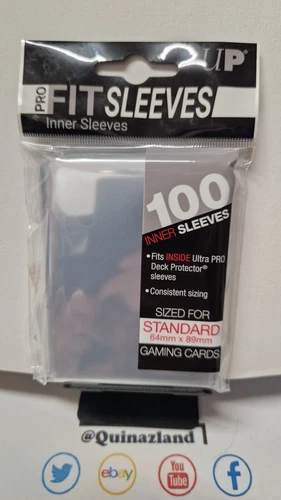 UP®
PRO
FIT SLEEVES
Inner Sleeves
100
INNER SLEEVES
•Fits INSIDE Ultra PRO
Deck Protector®
sleeves
•Consistent sizing
SIZED FOR
STANDARD
64mm x 89mm
GAMING CARDS
@Quinazland
ebay
You
Tube
f